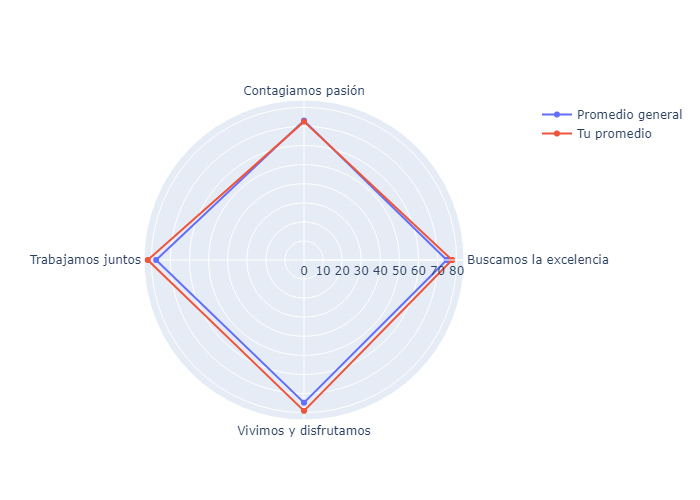 Contagiamos pasión
Promedio general
Tu promedio
Trabajamos juntos
Buscamos la excelencia
0 10 20 30 40 50 60 70 80
Vivimos y disfrutamos